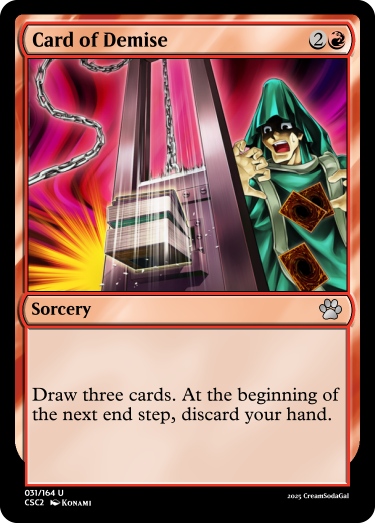 Card of Demise 2
Sorcery
Draw three cards. At the beginning of
the next end step, discard your hand.
031/164 U
CSC2 Konami
2025 CreamSodaGal